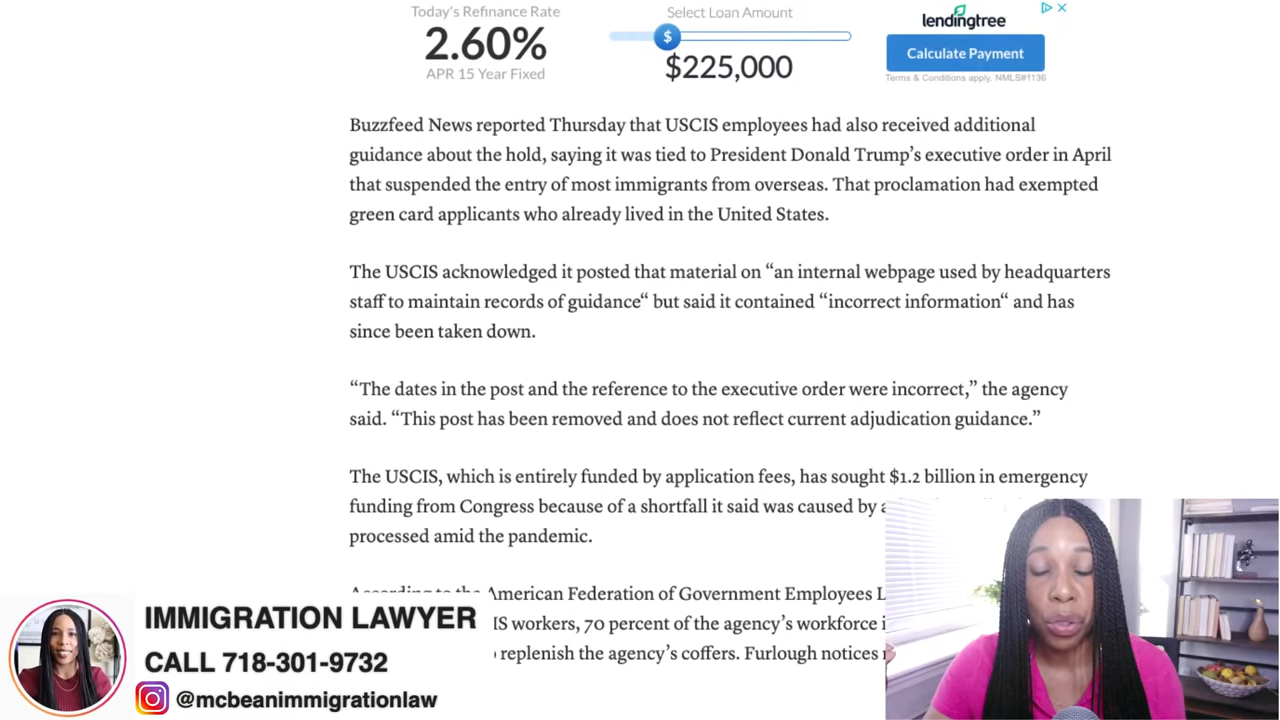 Today's Refinance Rate
2.60%
APR 15 Year Fixed
Select Loan Amount
$
$225,000
lendingtree
Calculate Payment
Terms & Conditions apply. NMLS#1136
Buzzfeed News reported Thursday that USCIS employees had also received additional
guidance about the hold, saying it was tied to President Donald Trump’s executive order in April
that suspended the entry of most immigrants from overseas. That proclamation had exempted
green card applicants who already lived in the United States.
The USCIS acknowledged it posted that material on “an internal webpage used by headquarters
staff to maintain records of guidance“ but said it contained “incorrect information“ and has
since been taken down.
“The dates in the post and the reference to the executive order were incorrect,” the agency
said. “This post has been removed and does not reflect current adjudication guidance.”
The USCIS, which is entirely funded by application fees, has sought $1.2 billion in emergency
funding from Congress because of a shortfall it said was caused by a
processed amid the pandemic.
According to the American Federation of Government Employees L
IS workers, 70 percent of the agency’s workforce i
replenish the agency’s coffers. Furlough notices
IMMIGRATION LAWYER
CALL 718-301-9732
@mcbeanimmigrationlaw